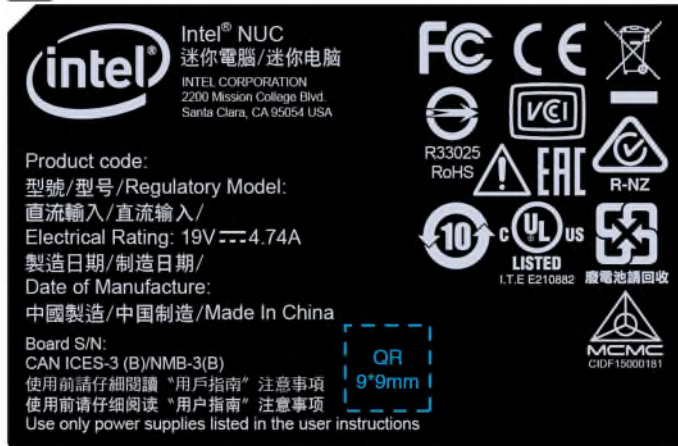 intel®
Intel® NUC
迷你電腦/迷你电脑
INTEL CORPORATION
2200 Mission College Blvd.
Santa Clara, CA 95054 USA
Product code:
型號/型号/Regulatory Model:
直流輸入/直流输入/
Electrical Rating: 19V⎓4.74A
製造日期/制造日期/
Date of Manufacture:
中國製造/中国制造/Made In China
Board S/N:
CAN ICES-3 (B)/NMB-3(B)
使用前請仔細閱讀〝用戶指南〞注意事項
使用前请仔细阅读〝用户指南〞注意事项
Use only power supplies listed in the user instructions
QR
9*9mm
FC CE
VCI
R33025
RoHS
EAC
R-NZ
10
C UL US
LISTED
I.T.E E210882
廢電池請回收
MCMC
CIDF15000181